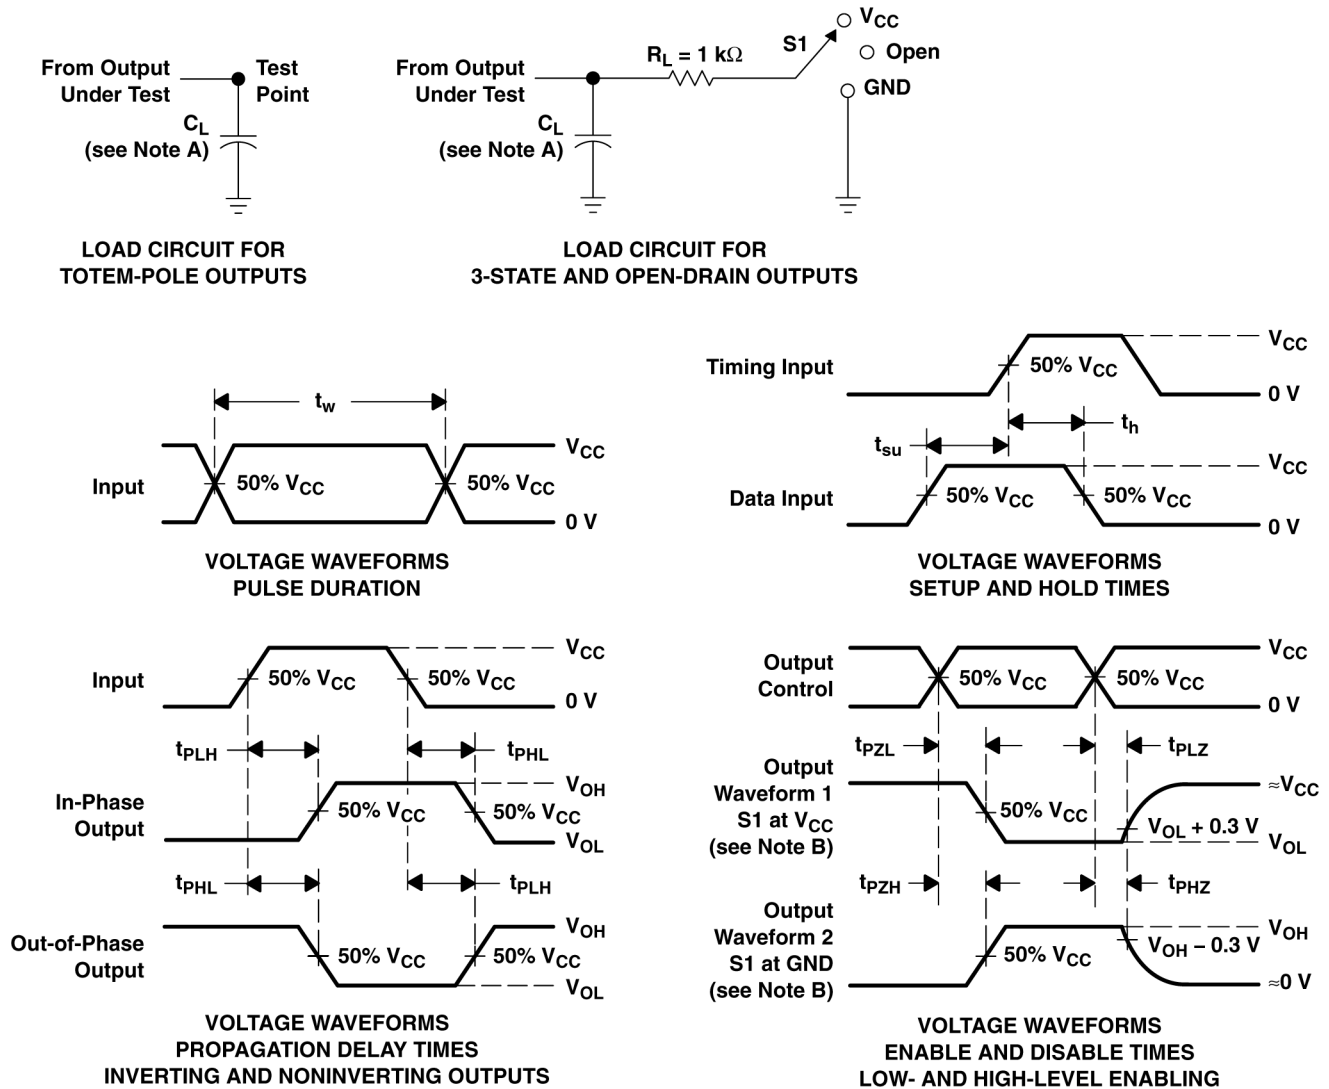 From Output
Under Test
Test
Point
CL
(see Note A)
LOAD CIRCUIT FOR
TOTEM-POLE OUTPUTS
From Output
Under Test
RL = 1 kΩ
S1
VCC
Open
GND
CL
(see Note A)
LOAD CIRCUIT FOR
3-STATE AND OPEN-DRAIN OUTPUTS
tw
Input
50% VCC
50% VCC
VCC
0 V
VOLTAGE WAVEFORMS
PULSE DURATION
Timing Input
50% VCC
VCC
0 V
th
tsu
Data Input
50% VCC
50% VCC
VCC
0 V
VOLTAGE WAVEFORMS
SETUP AND HOLD TIMES
Input
50% VCC
50% VCC
VCC
0 V
tPLH
tPHL
In-Phase
Output
50% VCC
50% VCC
VOH
VOL
tPHL
tPLH
Out-of-Phase
Output
50% VCC
50% VCC
VOH
VOL
VOLTAGE WAVEFORMS
PROPAGATION DELAY TIMES
INVERTING AND NONINVERTING OUTPUTS
Output
Control
50% VCC
50% VCC
VCC
0 V
tPZL
tPLZ
Output
Waveform 1
S1 at VCC
(see Note B)
50% VCC
≈VCC
VOL + 0.3 V
VOL
tPZH
tPHZ
Output
Waveform 2
S1 at GND
(see Note B)
50% VCC
VOH
VOH − 0.3 V
≈0 V
VOLTAGE WAVEFORMS
ENABLE AND DISABLE TIMES
LOW- AND HIGH-LEVEL ENABLING